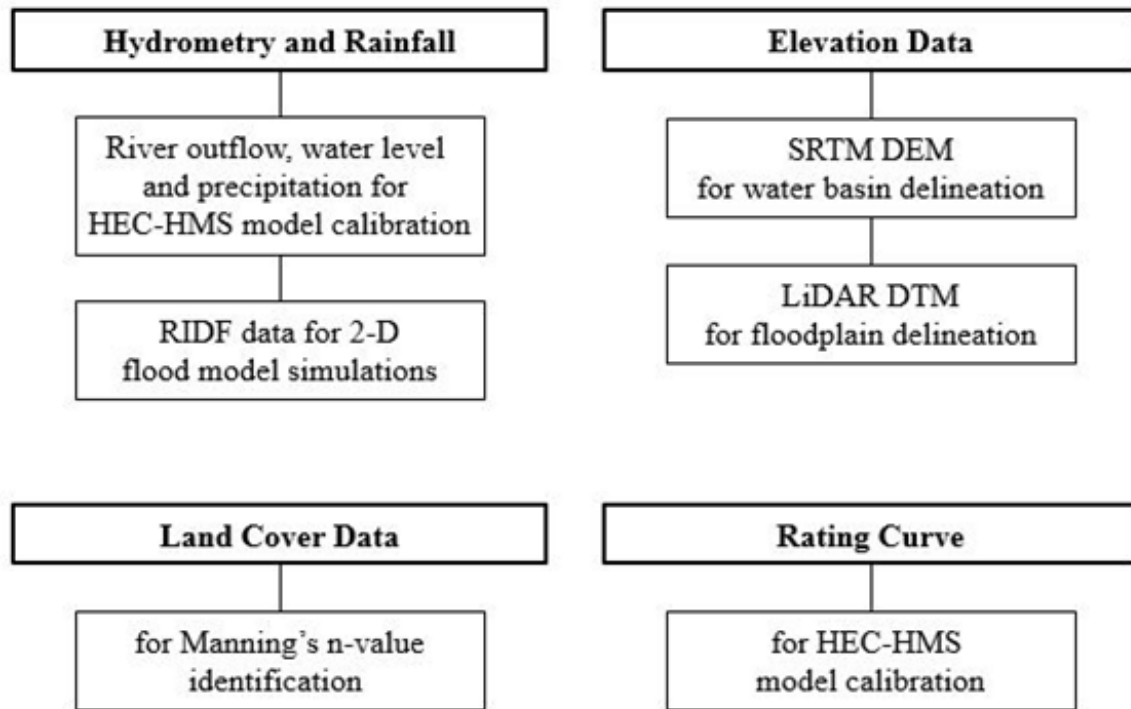 Hydrometry and Rainfall
River outflow, water level
and precipitation for
HEC-HMS model calibration
RIDF data for 2-D
flood model simulations
Elevation Data
SRTM DEM
for water basin delineation
LiDAR DTM
for floodplain delineation
Land Cover Data
for Manning’s n-value
identification
Rating Curve
for HEC-HMS
model calibration